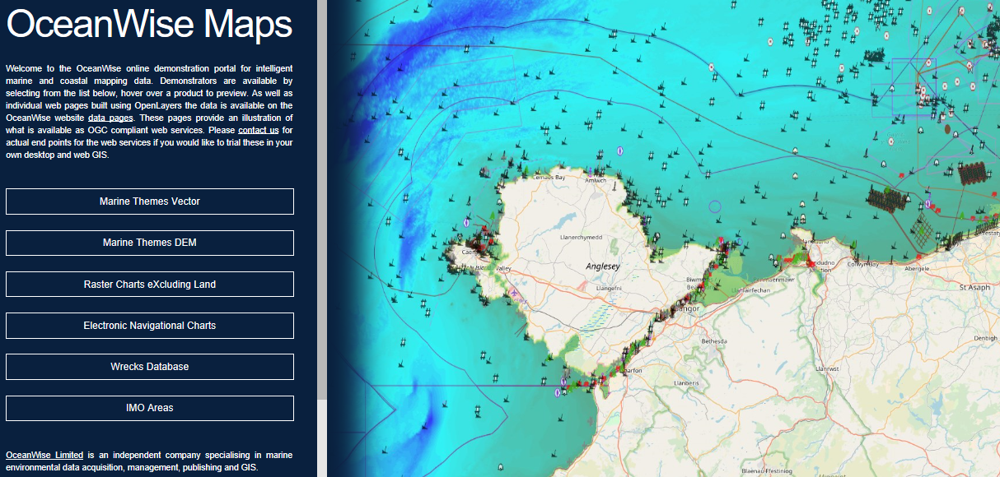 OceanWise Maps
Welcome to the OceanWise online demonstration portal for intelligent
marine and coastal mapping data. Demonstrators are available by
selecting from the list below, hover over a product to preview. As well as
individual web pages built using OpenLayers the data is available on the
OceanWise website data pages. These pages provide an illustration of
what is available as OGC compliant web services. Please contact us for
actual end points for the web services if you would like to trial these in your
own desktop and web GIS.
Marine Themes Vector
Marine Themes DEM
Raster Charts eXcluding Land
Electronic Navigational Charts
Wrecks Database
IMO Areas
OceanWise Limited is an independent company specialising in marine
environmental data acquisition, management, publishing and GIS.
Cemaes Bay
Amlwch
Llanerchymedd
Anglesey
Valley
Llangefni
Llanfairfechan
Penmaenmawr
Junction
Colwyn Bay
Abergele
St Asaph
Denbigh
Bethesda
Llanrwst
Llanberis
Blaenau Ffestiniog